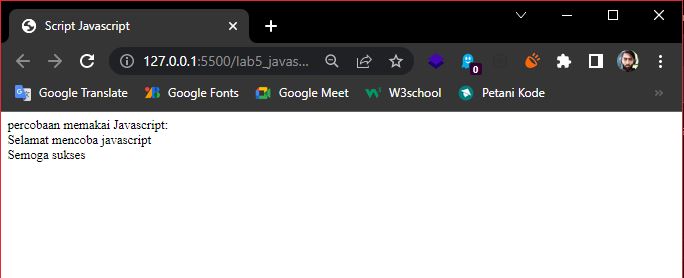 Script Javascript
127.0.0.1:5500/lab5_javas...
0
Google Translate Google Fonts Google Meet W3school Petani Kode
percobaan memakai Javascript:
Selamat mencoba javascript
Semoga sukses